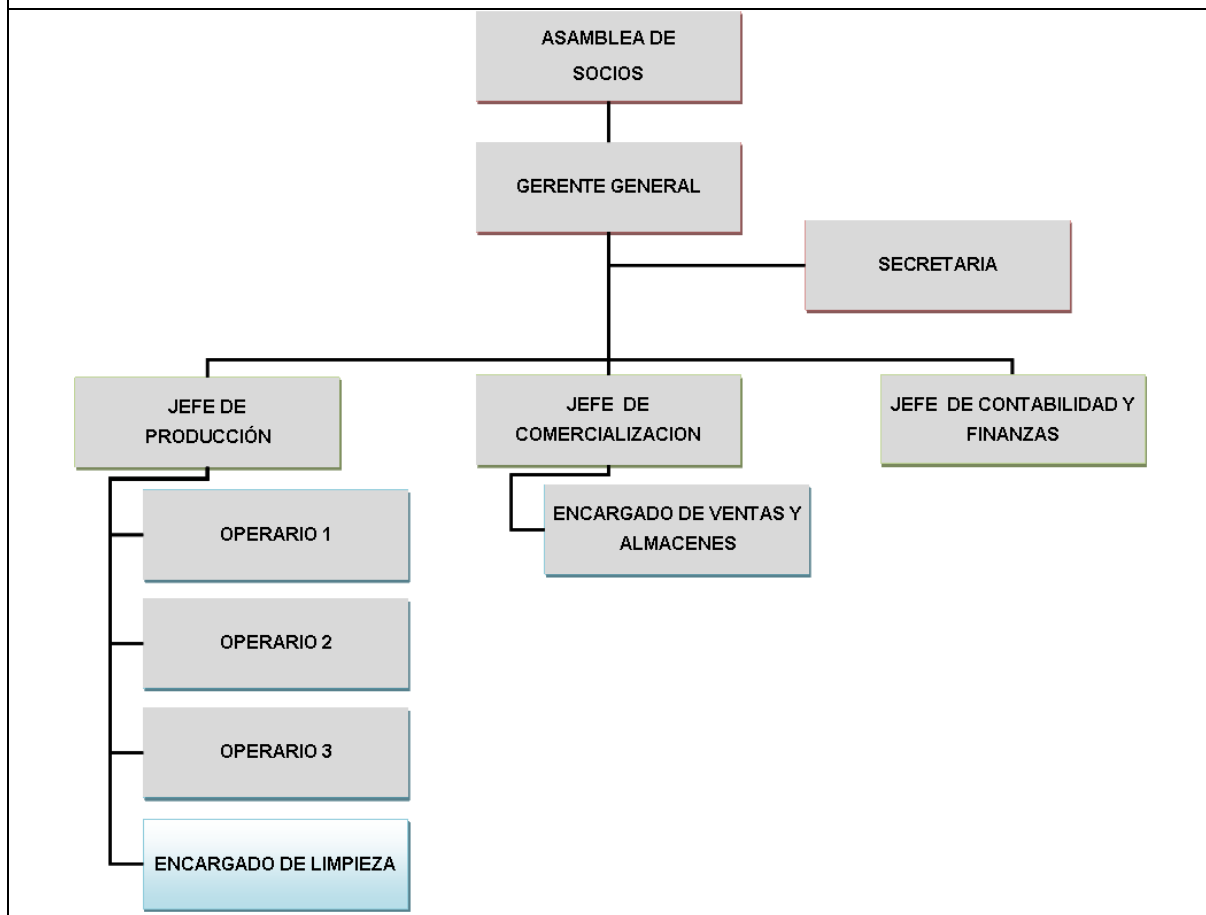 ASAMBLEA DE
SOCIOS
GERENTE GENERAL
SECRETARIA
JEFE DE
PRODUCCIÓN
JEFE DE
COMERCIALIZACION
JEFE DE CONTABILIDAD Y
FINANZAS
OPERARIO 1
OPERARIO 2
OPERARIO 3
ENCARGADO DE LIMPIEZA
ENCARGADO DE VENTAS Y
ALMACENES